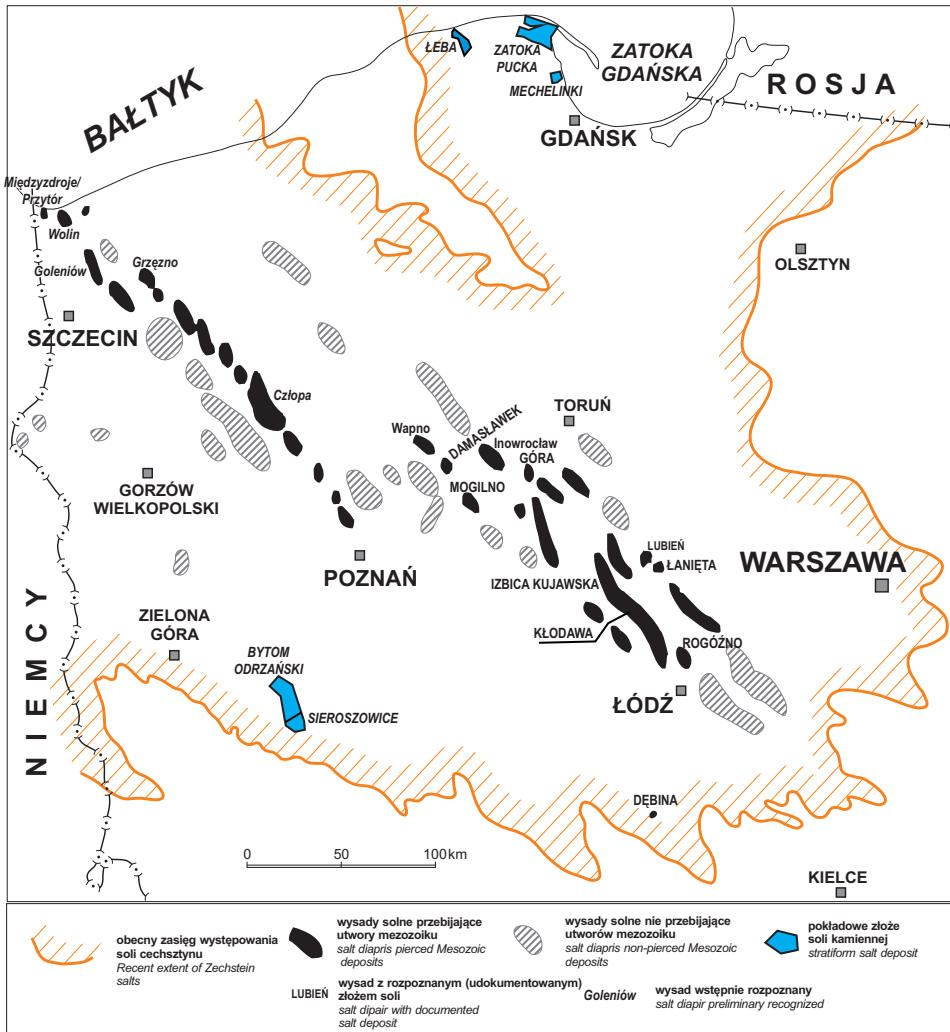 ŁEBA
ZATOKA
PUCKA
MECHELINKI
ZATOKA
GDAŃSKA
ROSJA
BAŁTYK
GDAŃSK
Międzyzdroje/
Przytór
Wolin
Goleniów
Grzęzno
OLSZTYN
SZCZECIN
Człopa
TORUŃ
Wapno
DAMASŁAWEK
Inowrocław
GÓRA
MOGILNO
GORZÓW
WIELKOPOLSKI
LUBIEŃ
ŁANIĘTA
WARSZAWA
POZNAŃ
IZBICA KUJAWSKA
ZIELONA
GÓRA
KŁODAWA
ROGÓŹNO
NIEMCY
BYTOM
ODRZAŃSKI
SIEROSZOWICE
ŁÓDŹ
DĘBINA
0 50 100 km
KIELCE
obecny zasięg występowania
soli cechsztynu
Recent extent of Zechstein
salts
wysady solne przebijające
utwory mezozoiku
salt diapris pierced Mesozoic
deposits
wysady solne nie przebijające
utworów mezozoiku
salt diapris non-pierced Mesozoic
deposits
pokładowe złoże
soli kamiennej
stratiform salt deposit
LUBIEŃ
wysad z rozpoznanym (udokumentowanym)
złożem soli
salt dipair with documented
salt deposit
Goleniów
wysad wstępnie rozpoznany
salt diapir preliminary recognized